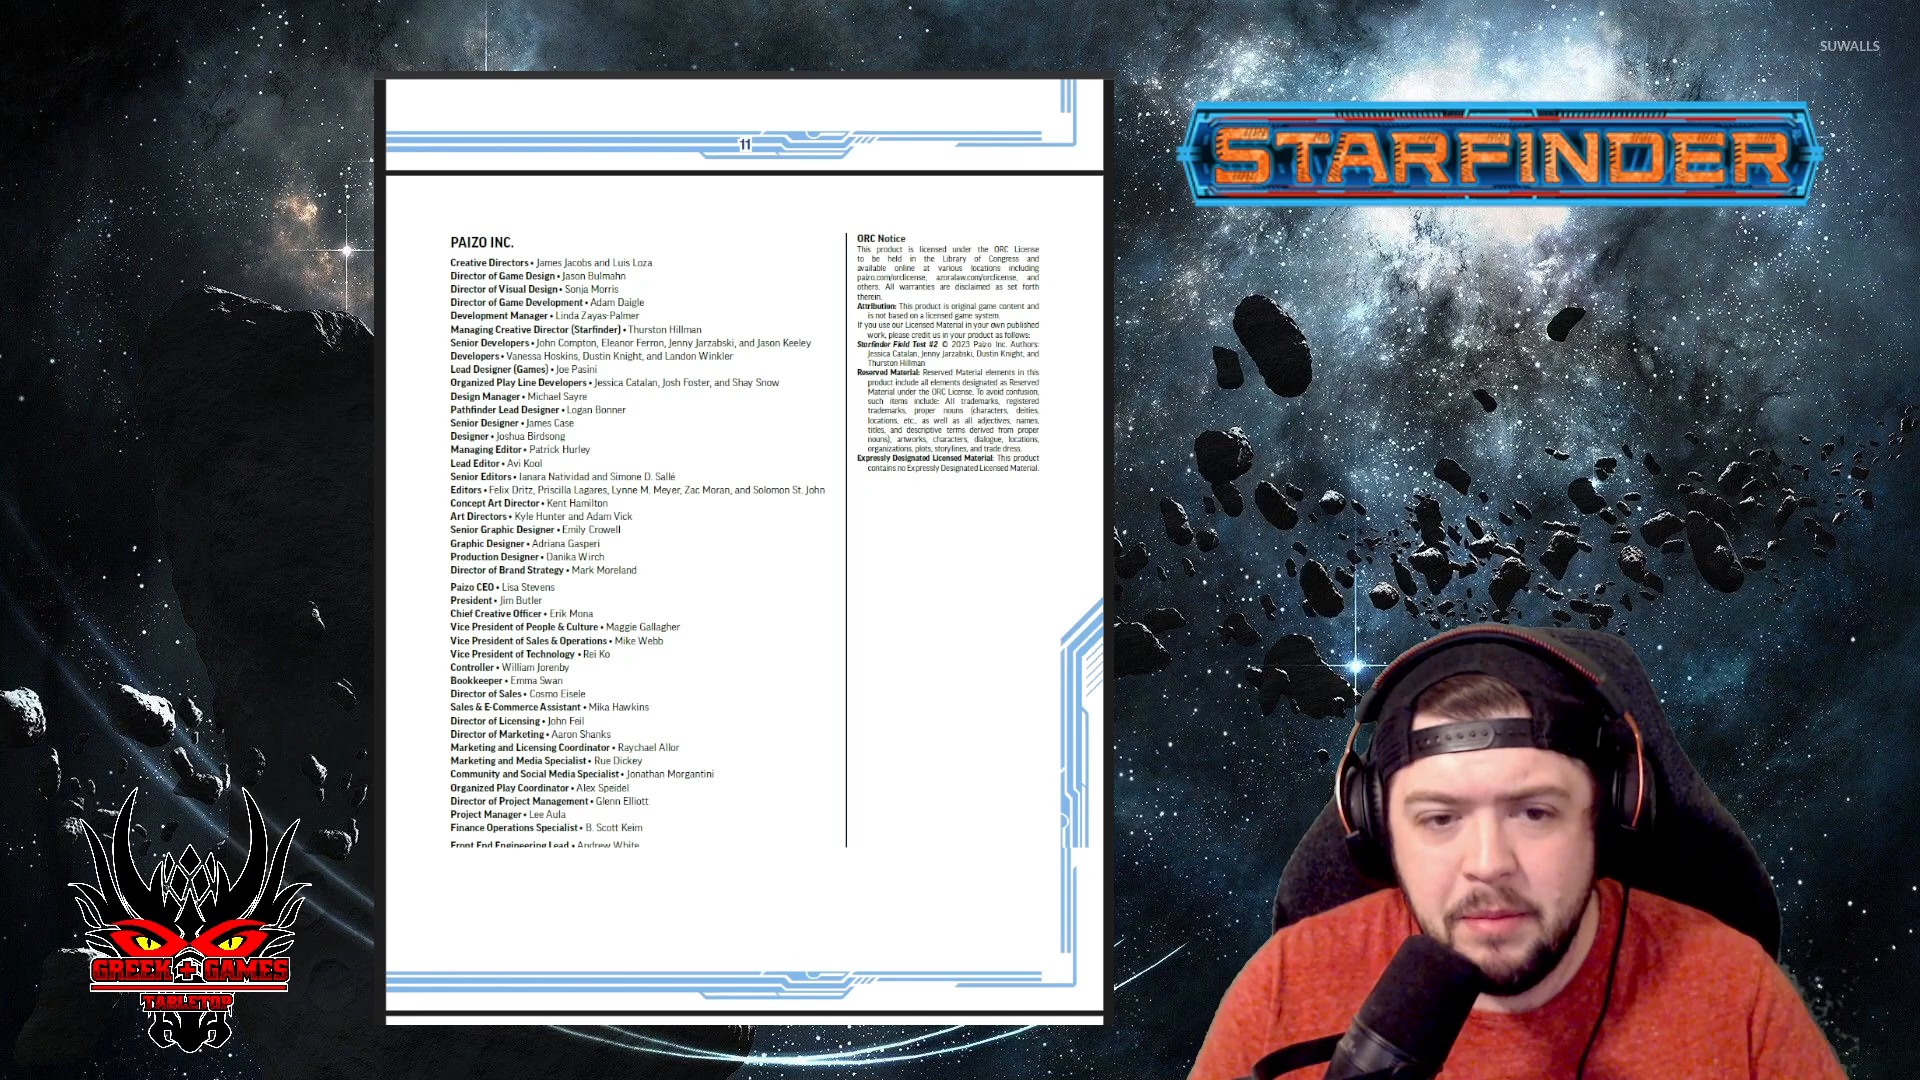 SUWALLS
STARFINDER
11
PAIZO INC.
Creative Directors • James Jacobs and Luis Loza
Director of Game Design • Jason Bulmahn
Director of Visual Design • Sonja Morris
Director of Game Development • Adam Daigle
Development Manager • Linda Zayas-Palmer
Managing Creative Director (Starfinder) • Thurston Hillman
Senior Developers • John Compton, Eleanor Ferron, Jenny Jarzabski, and Jason Keeley
Developers • Vanessa Hoskins, Dustin Knight, and Landon Winkler
Lead Designer (Games) • Joe Pasini
Organized Play Line Developers • Jessica Catalan, Josh Foster, and Shay Snow
Design Manager • Michael Sayre
Pathfinder Lead Designer • Logan Bonner
Senior Designer • James Case
Designer • Joshua Birdsong
Managing Editor • Patrick Hurley
Lead Editor • Avi Kool
Senior Editors • Ianara Natividad and Simone D. Sallé
Editors • Felix Dritz, Priscilla Lagares, Lynne M. Meyer, Zac Moran, and Solomon St. John
Concept Art Director • Kent Hamilton
Art Directors • Kyle Hunter and Adam Vick
Senior Graphic Designer • Emily Crowell
Graphic Designer • Adriana Gasperi
Production Designer • Danika Wirch
Director of Brand Strategy • Mark Moreland
Paizo CEO • Lisa Stevens
President • Jim Butler
Chief Creative Officer • Erik Mona
Vice President of People & Culture • Maggie Gallagher
Vice President of Sales & Operations • Mike Webb
Vice President of Technology • Rei Ko
Controller • William Jorenby
Bookkeeper • Emma Swan
Director of Sales • Cosmo Eisele
Sales & E-Commerce Assistant • Mika Hawkins
Director of Licensing • John Feil
Director of Marketing • Aaron Shanks
Marketing and Licensing Coordinator • Raychael Allor
Marketing and Media Specialist • Rue Dickey
Community and Social Media Specialist • Jonathan Morgantini
Organized Play Coordinator • Alex Speidel
Director of Project Management • Glenn Elliott
Project Manager • Lee Aula
Finance Operations Specialist • B. Scott Keim
Front End Engineering Lead • Andrew White
ORC Notice
This product is licensed under the ORC License
to be held in the Library of Congress and
available online at various locations including
paizo.com/orclicense, azoralaw.com/orclicense, and
others. All warranties are disclaimed as set forth
therein.
Attribution: This product is original game content and
is not based on a licensed game system.
If you use our Licensed Material in your own published
work, please credit us in your product as follows:
Starfinder Field Test #2 © 2023 Paizo Inc. Authors:
Jessica Catalan, Jenny Jarzabski, Dustin Knight, and
Thurston Hillman
Reserved Material: Reserved Material elements in this
product include all elements designated as Reserved
Material under the ORC License. To avoid confusion,
such items include: All trademarks, registered
trademarks, proper nouns (characters, deities,
locations, etc., as well as all adjectives, names,
titles, and descriptive terms derived from proper
nouns), artworks, characters, dialogue, locations,
organizations, plots, storylines, and trade dress.
Expressly Designated Licensed Material: This product
contains no Expressly Designated Licensed Material.
GREEK + GAMES
TABLETOP